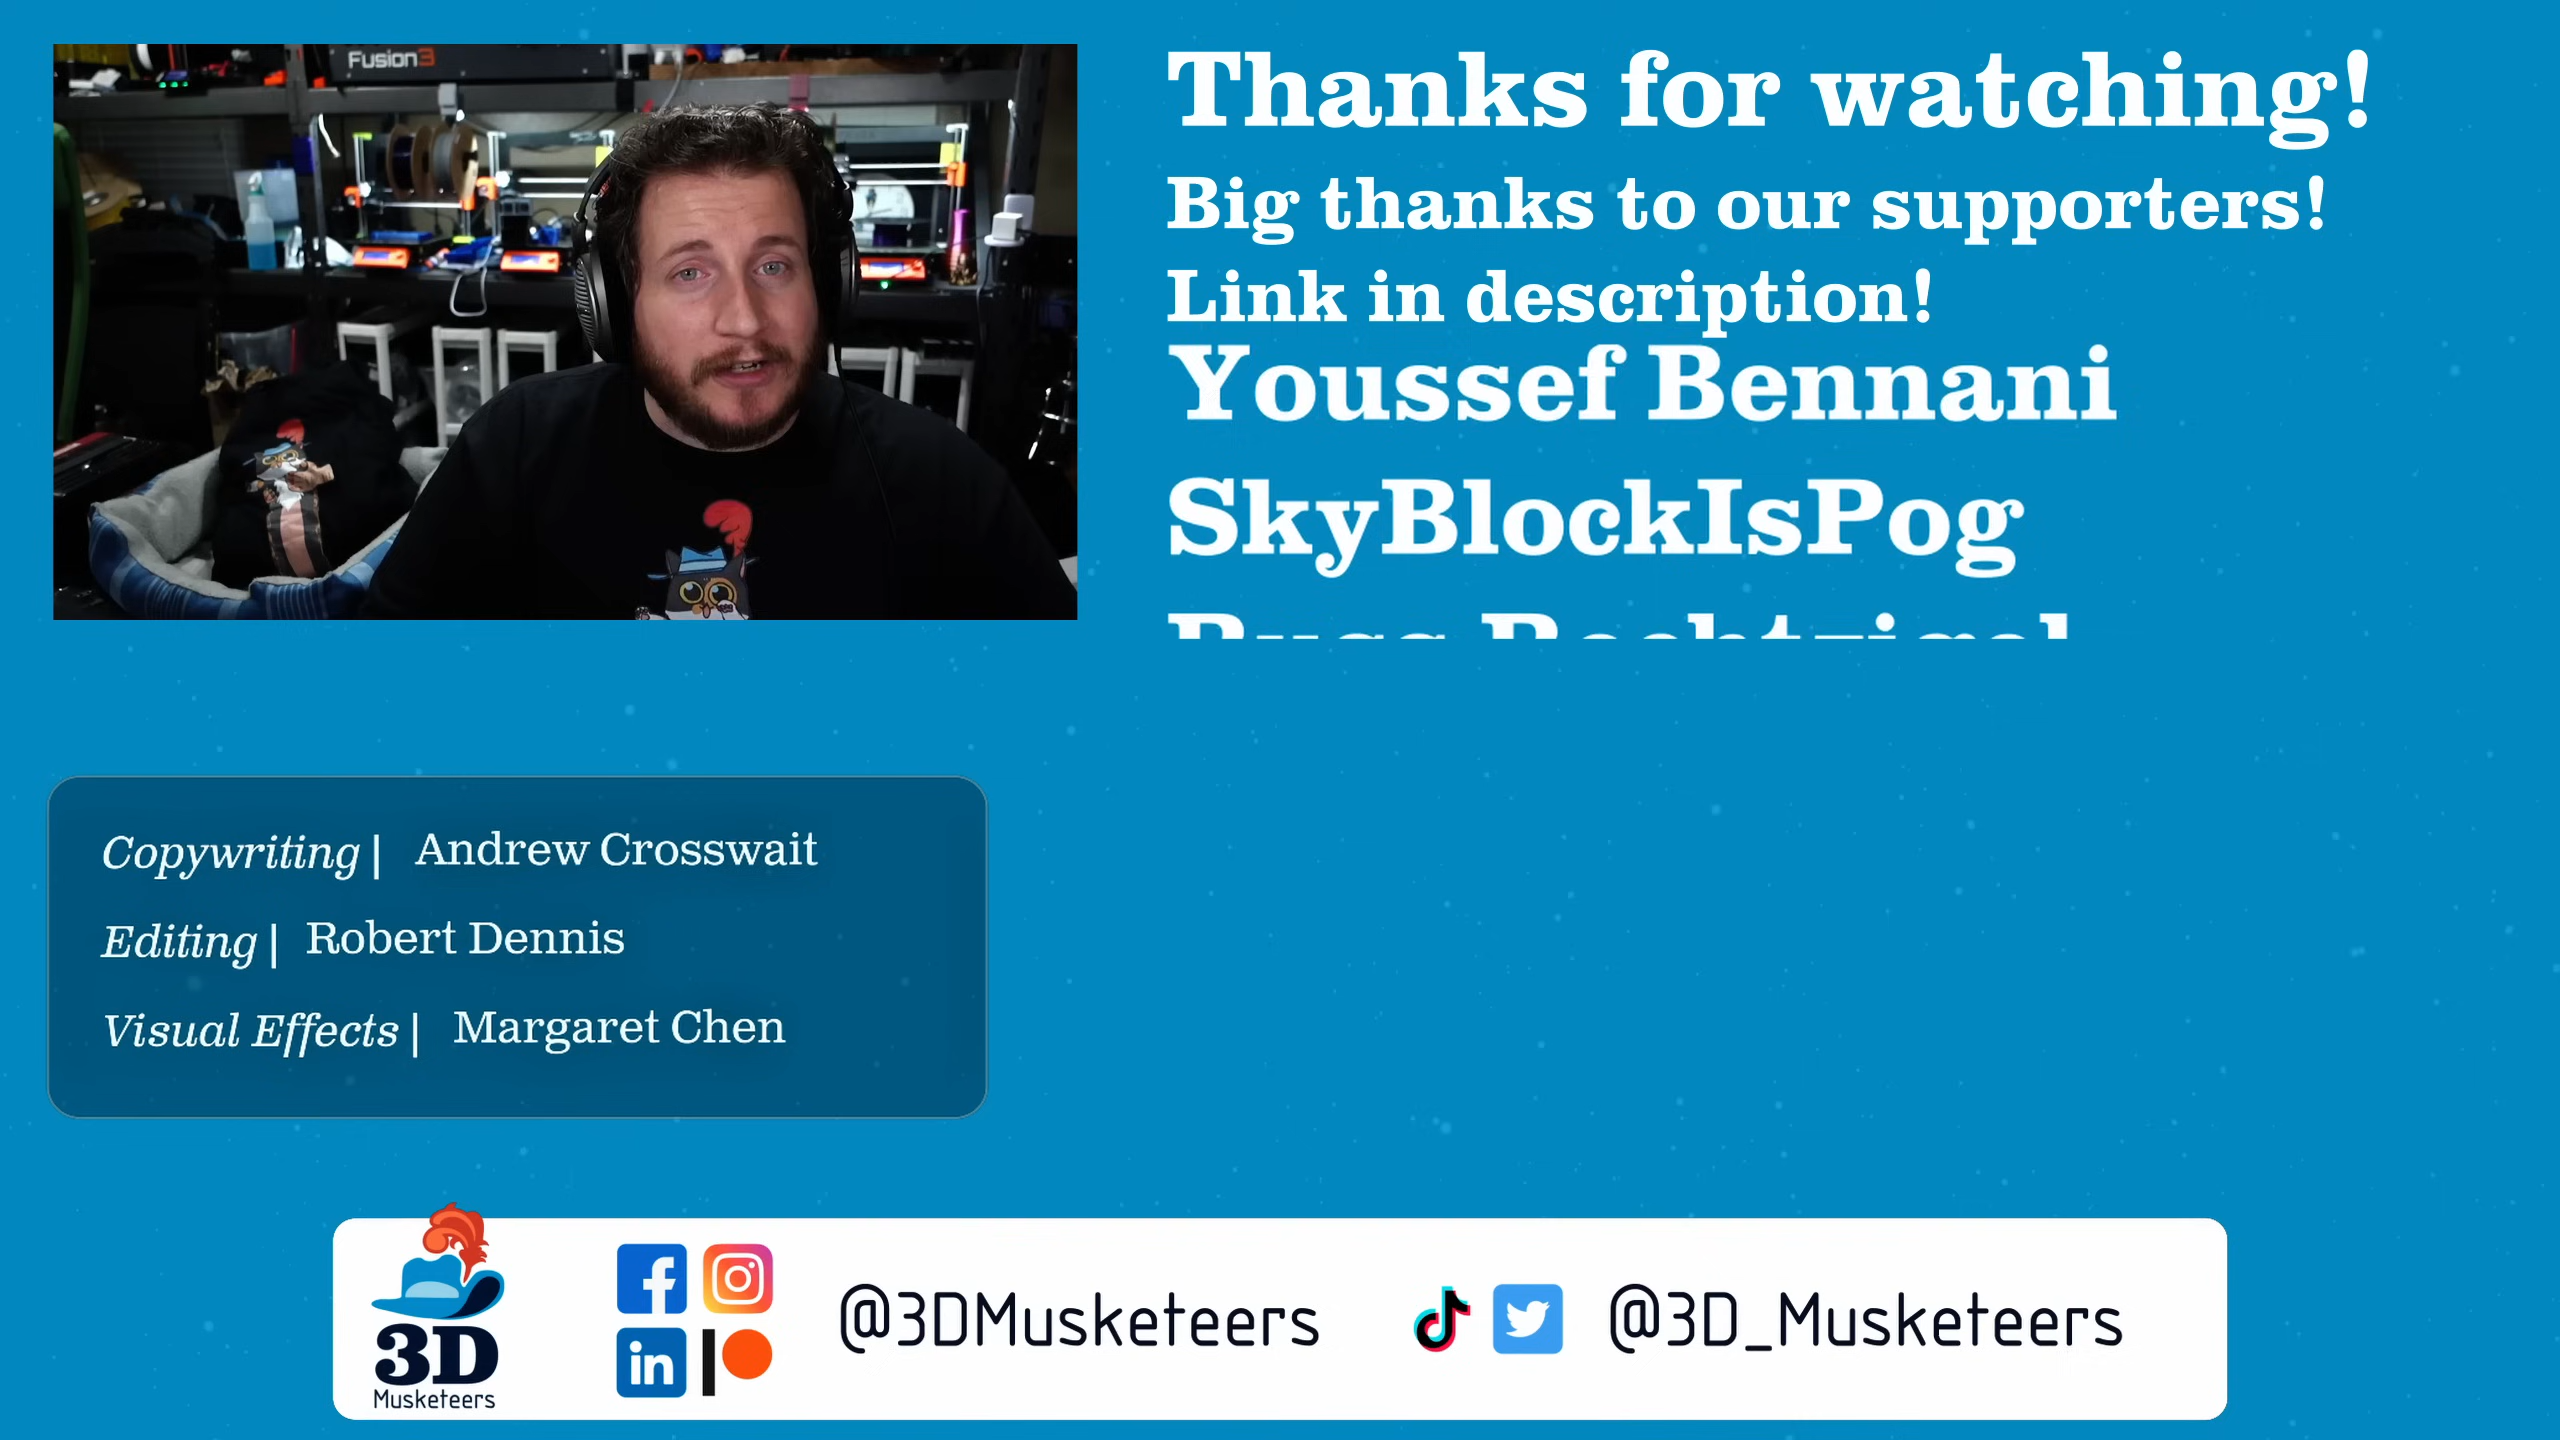 Fusion3
Thanks for watching!
Big thanks to our supporters!
Link in description!
Youssef Bennani
SkyBlockIsPog
Copywriting | Andrew Crosswait
Editing | Robert Dennis
Visual Effects | Margaret Chen
3D
Musketeers
@3DMusketeers
@3D_Musketeers